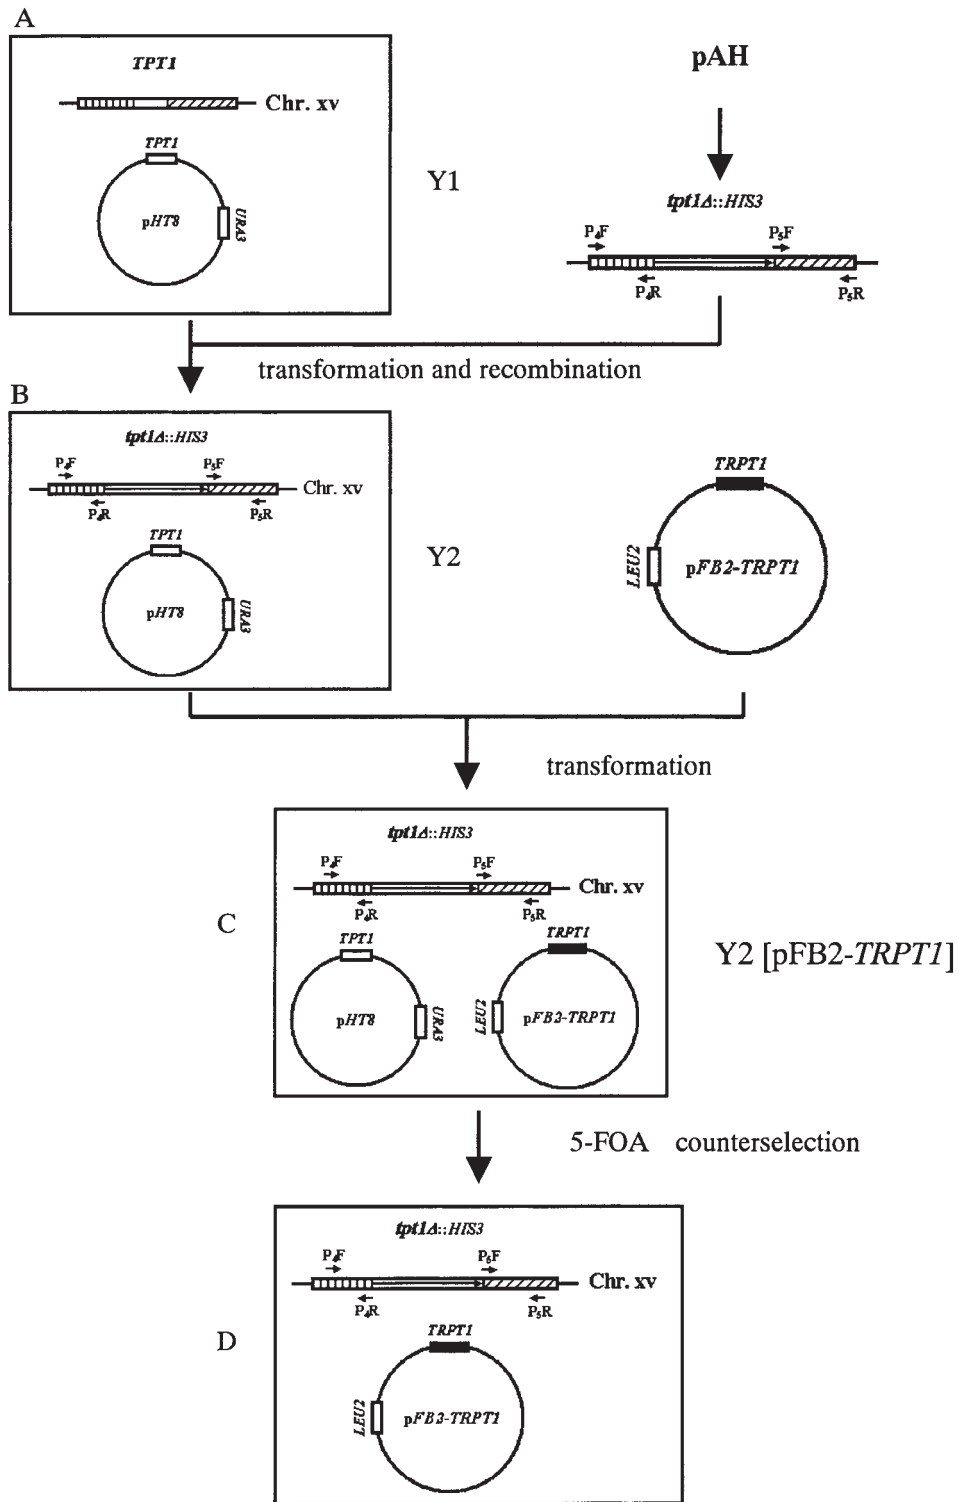 A
TPT1
Chr. xv
TPT1
pHT8
URA3
Y1
pAH
tpt1Δ::HIS3
P4F
P5F
P4R
P5R
transformation and recombination
B
tpt1Δ::HIS3
P4F
P5F
Chr. xv
P4R
P5R
TPT1
pHT8
URA3
Y2
TRPT1
LEU2
pFB2-TRPT1
transformation
C
tpt1Δ::HIS3
P4F
P5F
Chr. xv
P4R
P5R
TPT1
pHT8
URA3
TRPT1
LEU2
pFB2-TRPT1
Y2 [pFB2-TRPT1]
5-FOA counterselection
D
tpt1Δ::HIS3
P4F
P5F
Chr. xv
P4R
P5R
TRPT1
LEU2
pFB2-TRPT1